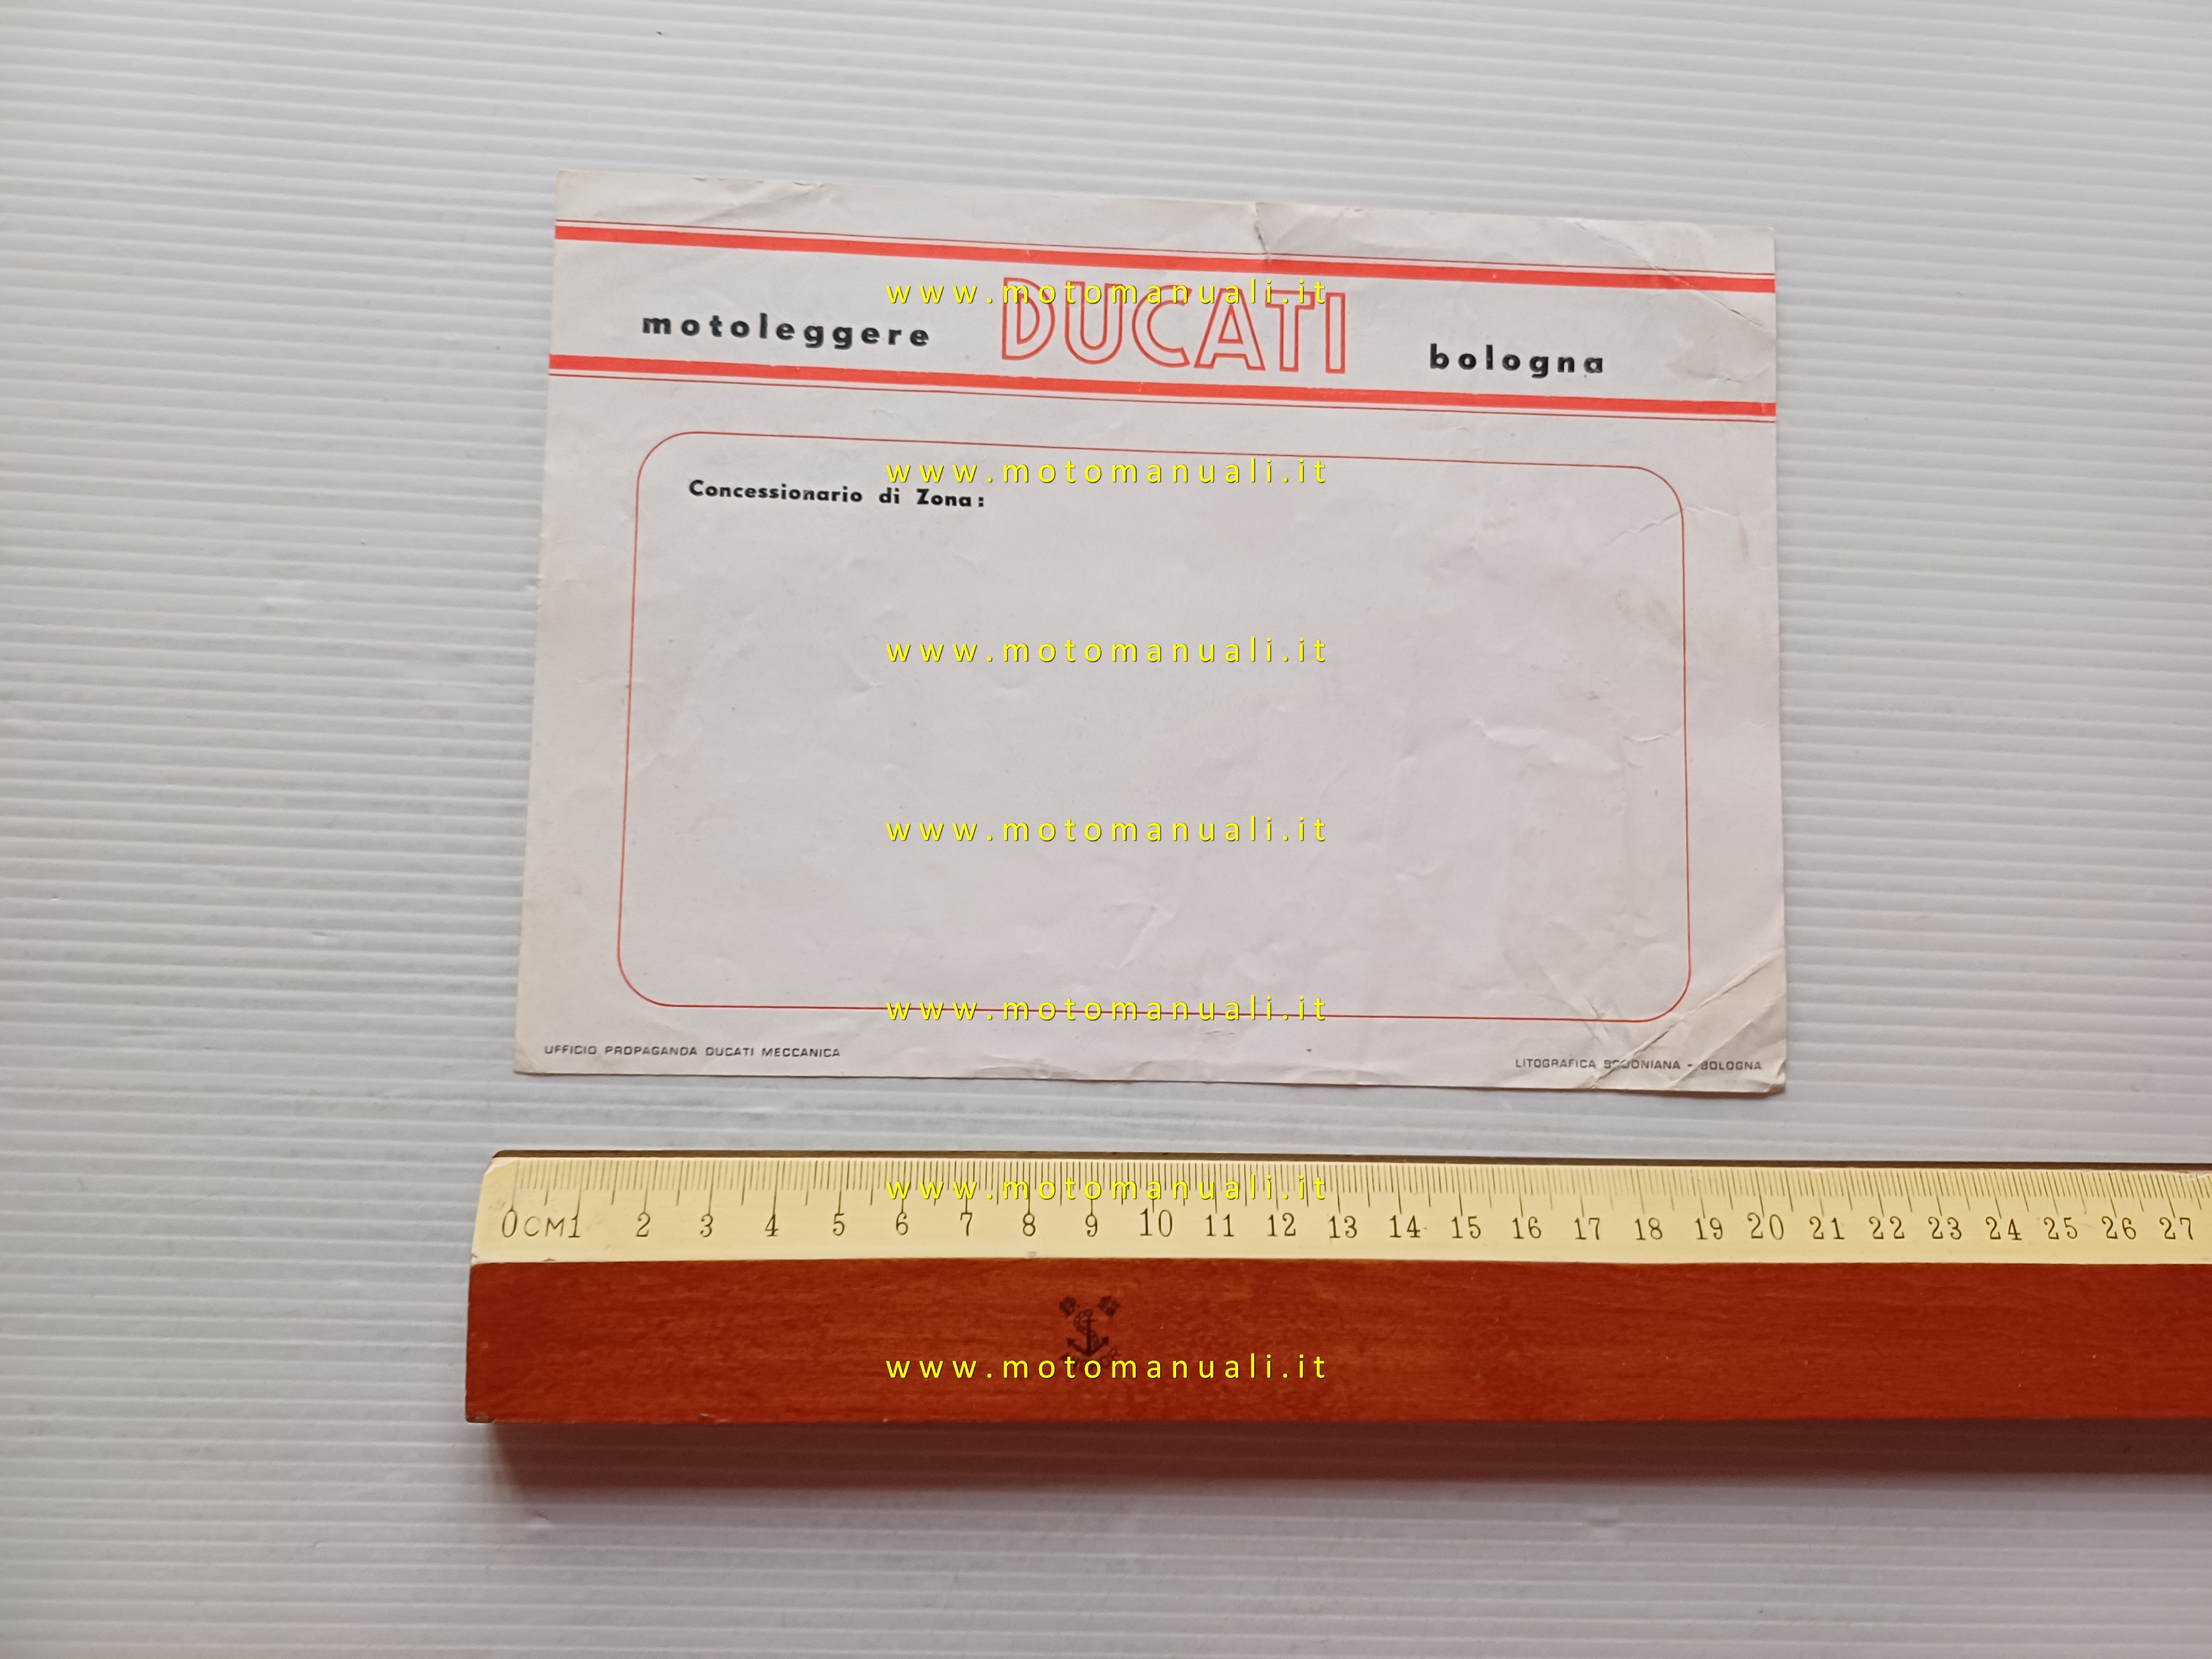 www.motomanuali.it
motoleggere DUCATI bologna
www.motomanuali.it
Concessionario di Zona:
www.motomanuali.it
www.motomanuali.it
www.motomanuali.it
UFFICIO PROPAGANDA DUCATI MECCANICA
LITOGRAFICA - BOLOGNA
www.motomanuali.it
0CM1 2 3 4 5 6 7 8 9 10 11 12 13 14 15 16 17 18 19 20 21 22 23 24 25 26 27
www.motomanuali.it